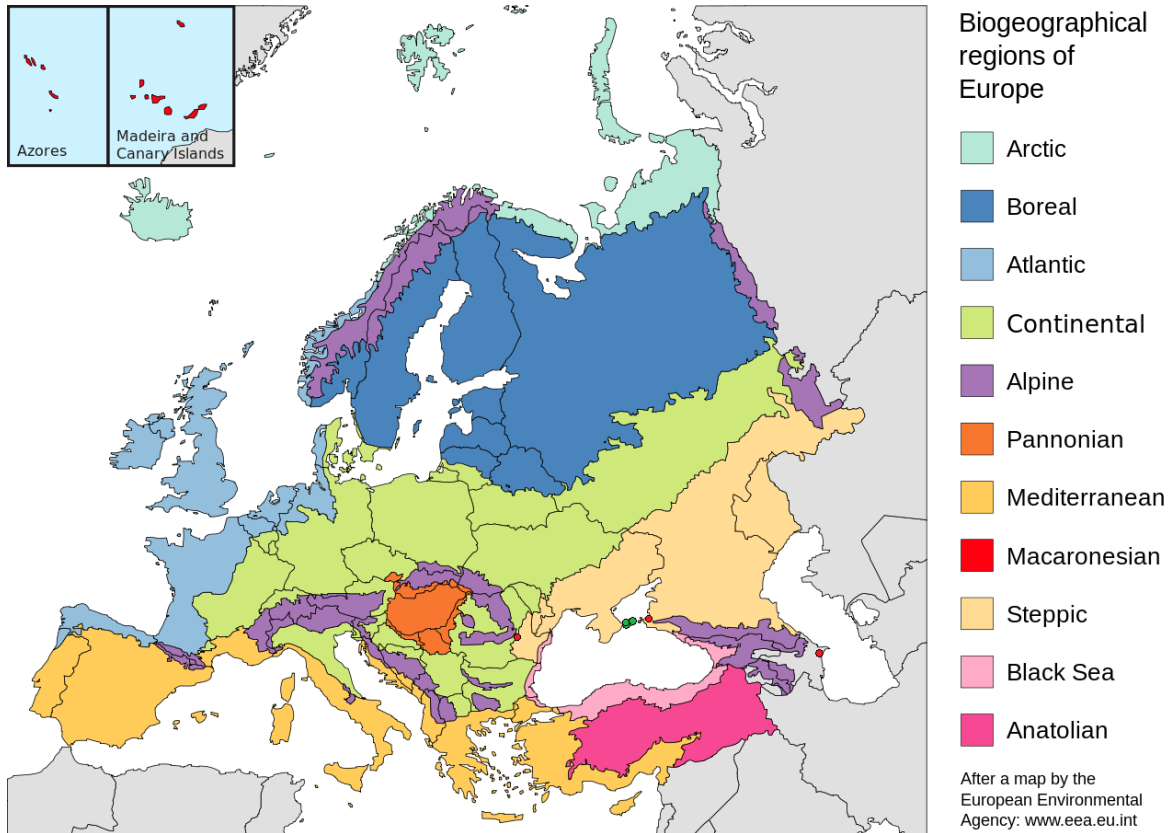 Azores
Madeira and
Canary Islands
Biogeographical
regions of
Europe
Arctic
Boreal
Atlantic
Continental
Alpine
Pannonian
Mediterranean
Macaronesian
Steppic
Black Sea
Anatolian
After a map by the
European Environmental
Agency: www.eea.eu.int